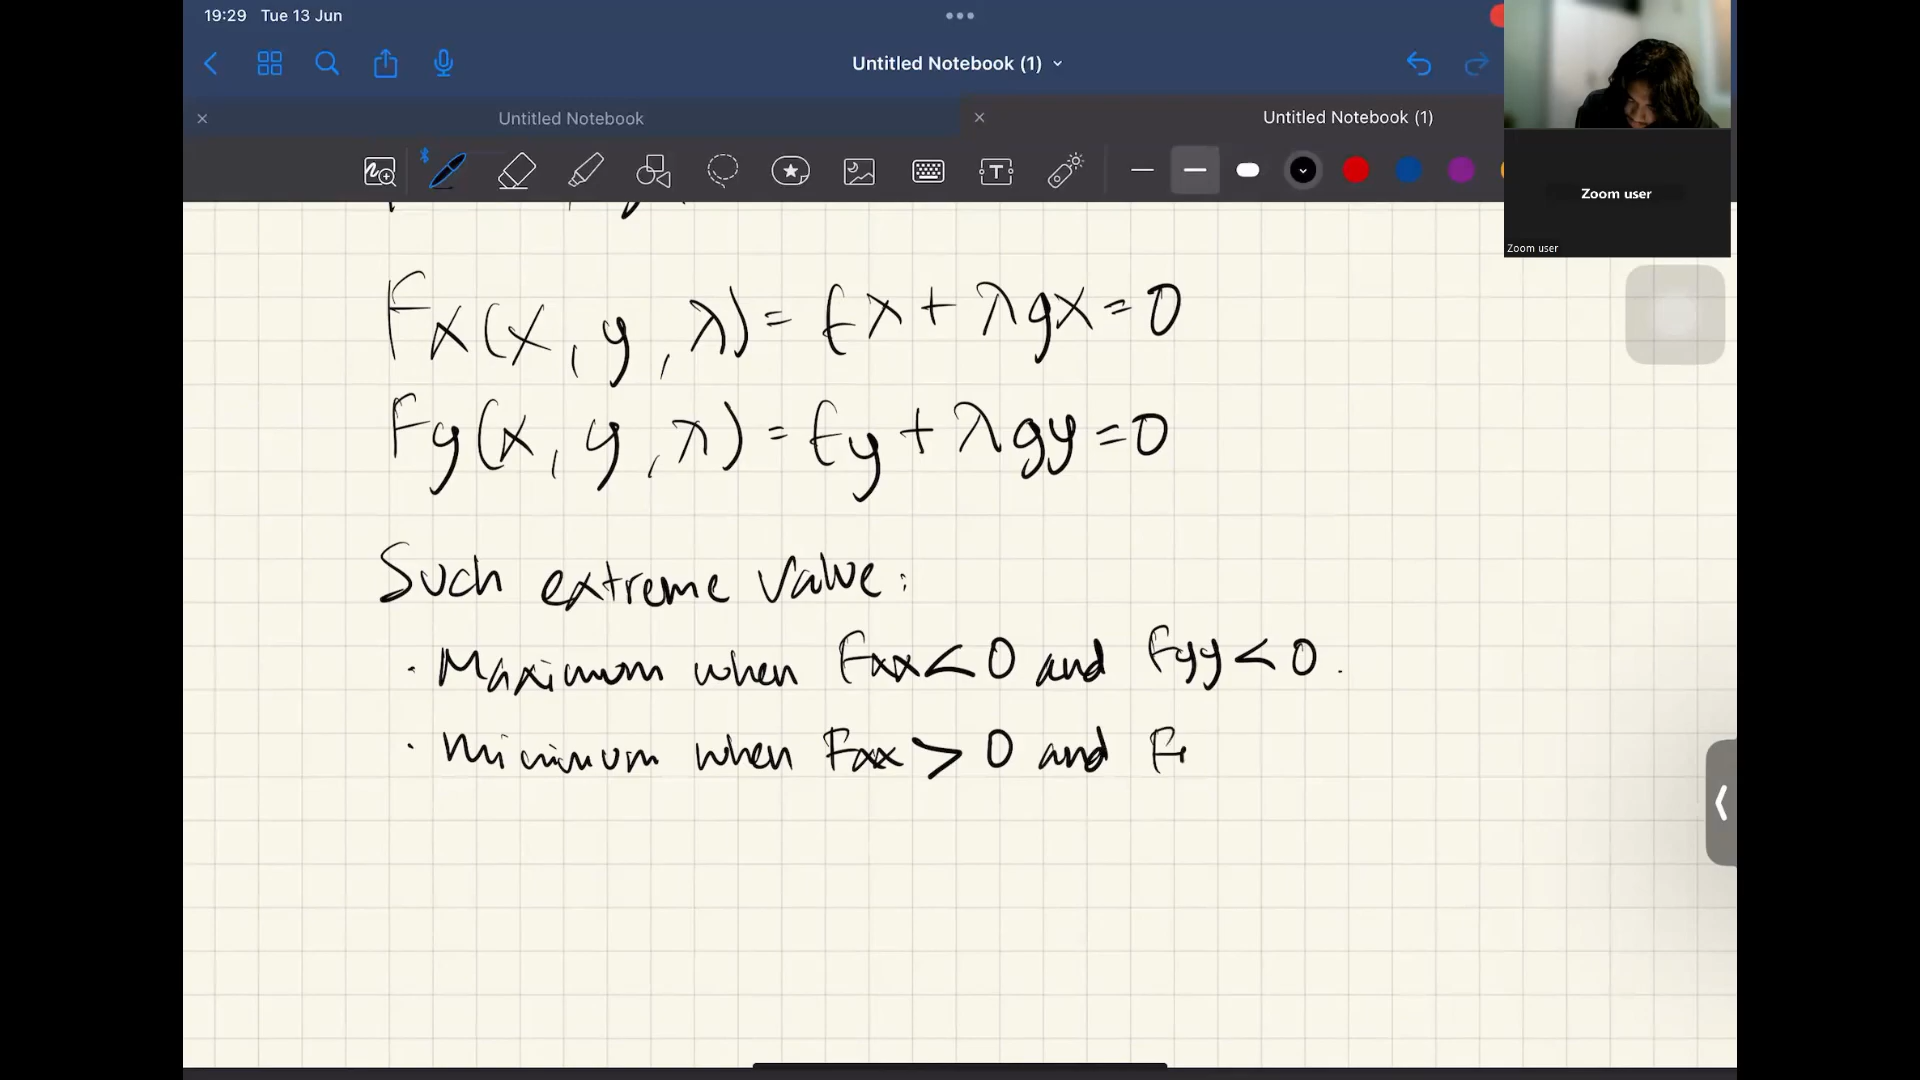 19:29 Tue 13 Jun
Untitled Notebook (1)
Untitled Notebook
Untitled Notebook (1)
T
Zoom user
Zoom user
Fx(x, y, λ) = fx + λgx = 0
Fy(x, y, λ) = fy + λgy = 0
Such extreme value:
· Maximum when Fxx < 0 and Fyy < 0.
· Minimum when Fxx > 0 and F